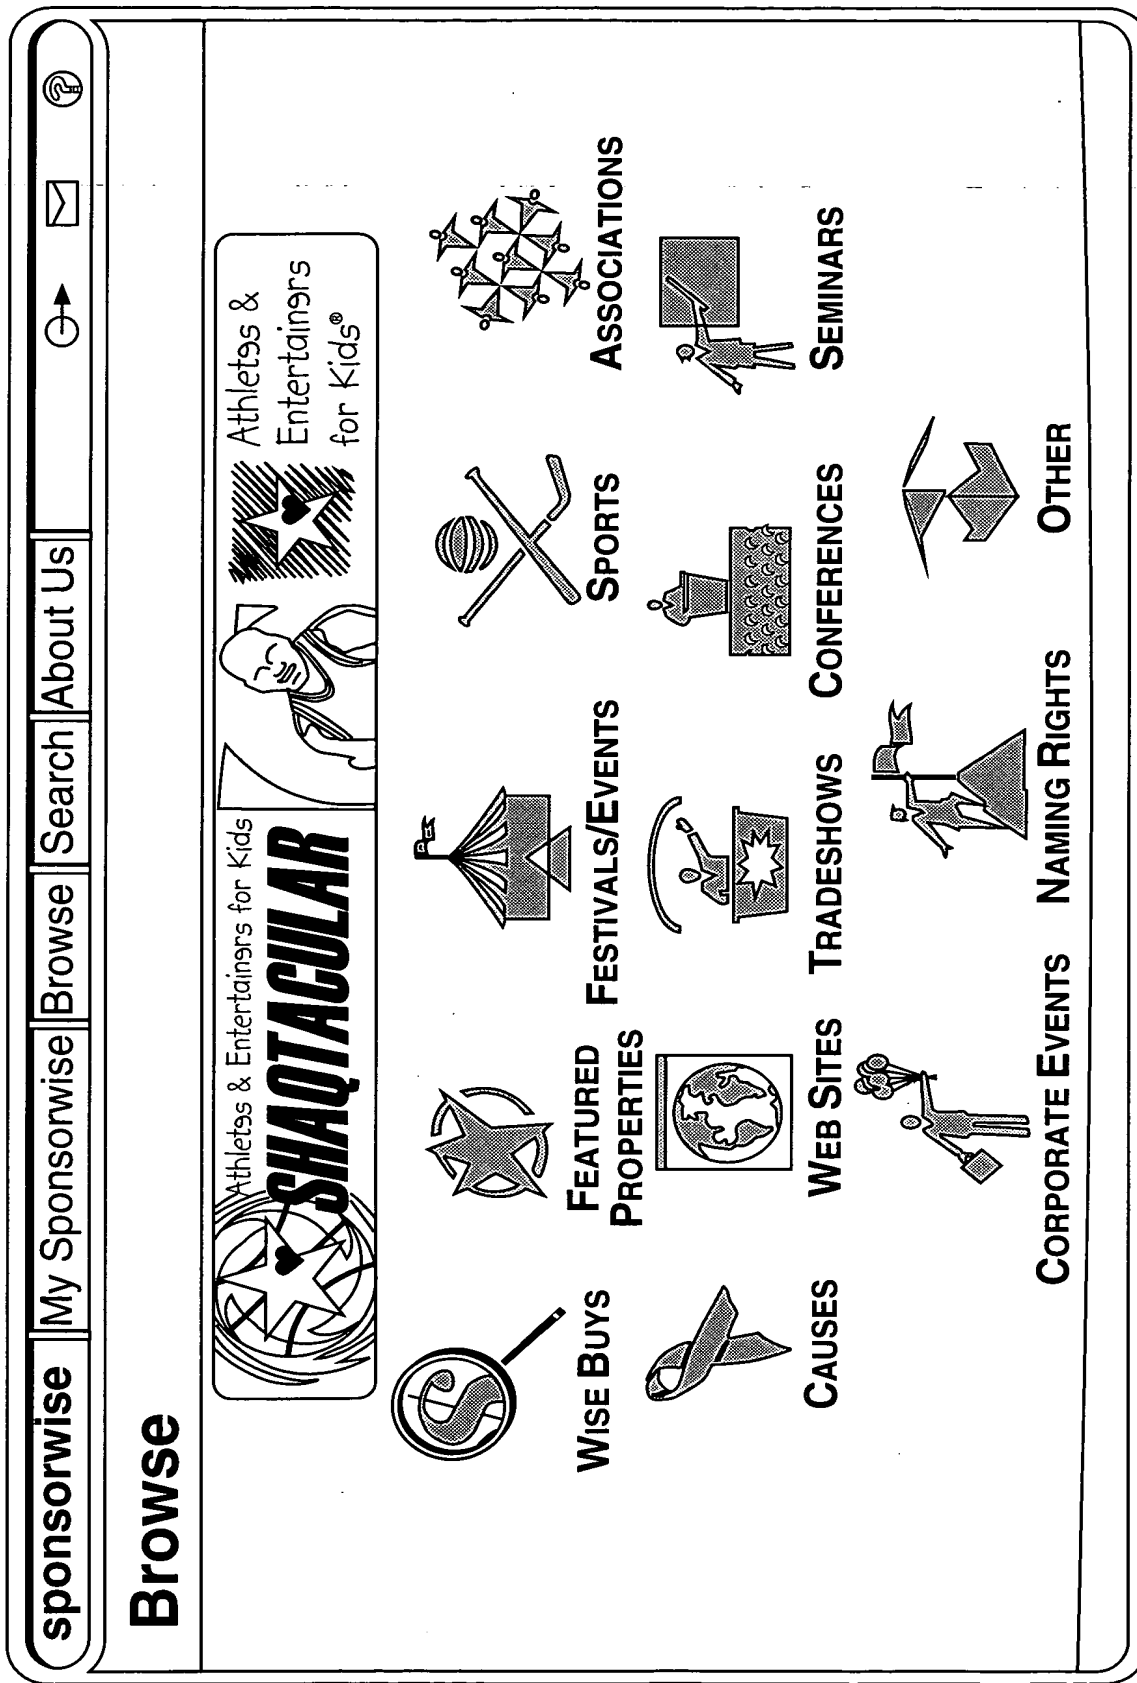 sponsorwise My Sponsorwise Browse Search About Us ?
Browse
Athletes & Entertainers for Kids
SHAQTACULAR
Athletes &
Entertainers
for Kids®
WISE BUYS
FEATURED
PROPERTIES
FESTIVALS/EVENTS
SPORTS
ASSOCIATIONS
CAUSES
WEB SITES
TRADESHOWS
CONFERENCES
SEMINARS
CORPORATE EVENTS
NAMING RIGHTS
OTHER